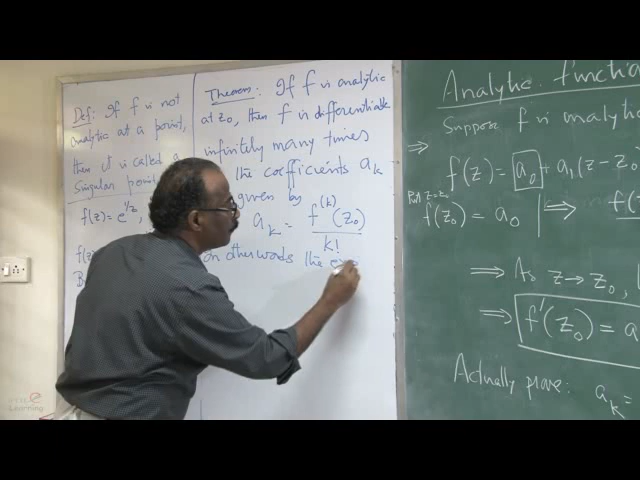 Def: If f is not
analytic at a point,
then it is called a
singular point
f(z) = e^{1/z},
f(z)
B
Theorem: If f is analytic
at z₀, then f is differentiable
infinitely many times
the coefficients a_k
given by
a_k = f^{(k)}(z₀)/k!
In other words the exp
Analytic functio
Suppose f is analytic
⇒ f(z) = a₀ + a₁(z-z₀
Put z=z₀
f(z₀) = a₀ ⇒
⇒ As z → z₀,
⇒ f'(z₀) = a
Actually prove: a_k =
Learning